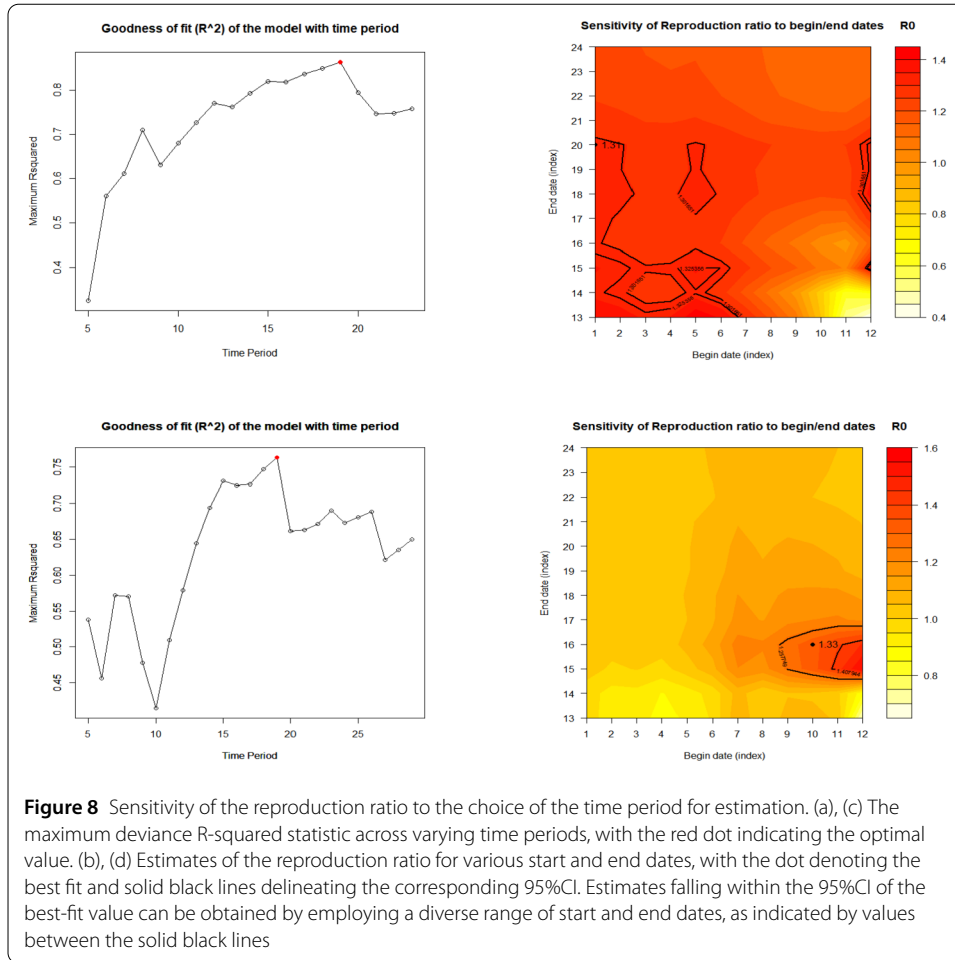 Goodness of fit (R^2) of the model with time period
Maximum Rsquared
0.4 0.5 0.6 0.7 0.8
5 10 15 20
Time Period
Sensitivity of Reproduction ratio to begin/end dates R0
End date (index)
24
23
22
21
20
19
18
17
16
15
14
13
1 2 3 4 5 6 7 8 9 10 11 12
Begin date (index)
1.31
1.4
1.2
1.0
0.8
0.6
0.4
Goodness of fit (R^2) of the model with time period
Maximum Rsquared
0.45 0.50 0.55 0.60 0.65 0.70 0.75
5 10 15 20 25
Time Period
Sensitivity of Reproduction ratio to begin/end dates R0
End date (index)
24
23
22
21
20
19
18
17
16
15
14
13
1 2 3 4 5 6 7 8 9 10 11 12
Begin date (index)
1.33
1.6
1.4
1.2
1.0
0.8
Figure 8 Sensitivity of the reproduction ratio to the choice of the time period for estimation. (a), (c) The
maximum deviance R-squared statistic across varying time periods, with the red dot indicating the optimal
value. (b), (d) Estimates of the reproduction ratio for various start and end dates, with the dot denoting the
best fit and solid black lines delineating the corresponding 95%CI. Estimates falling within the 95%CI of the
best-fit value can be obtained by employing a diverse range of start and end dates, as indicated by values
between the solid black lines